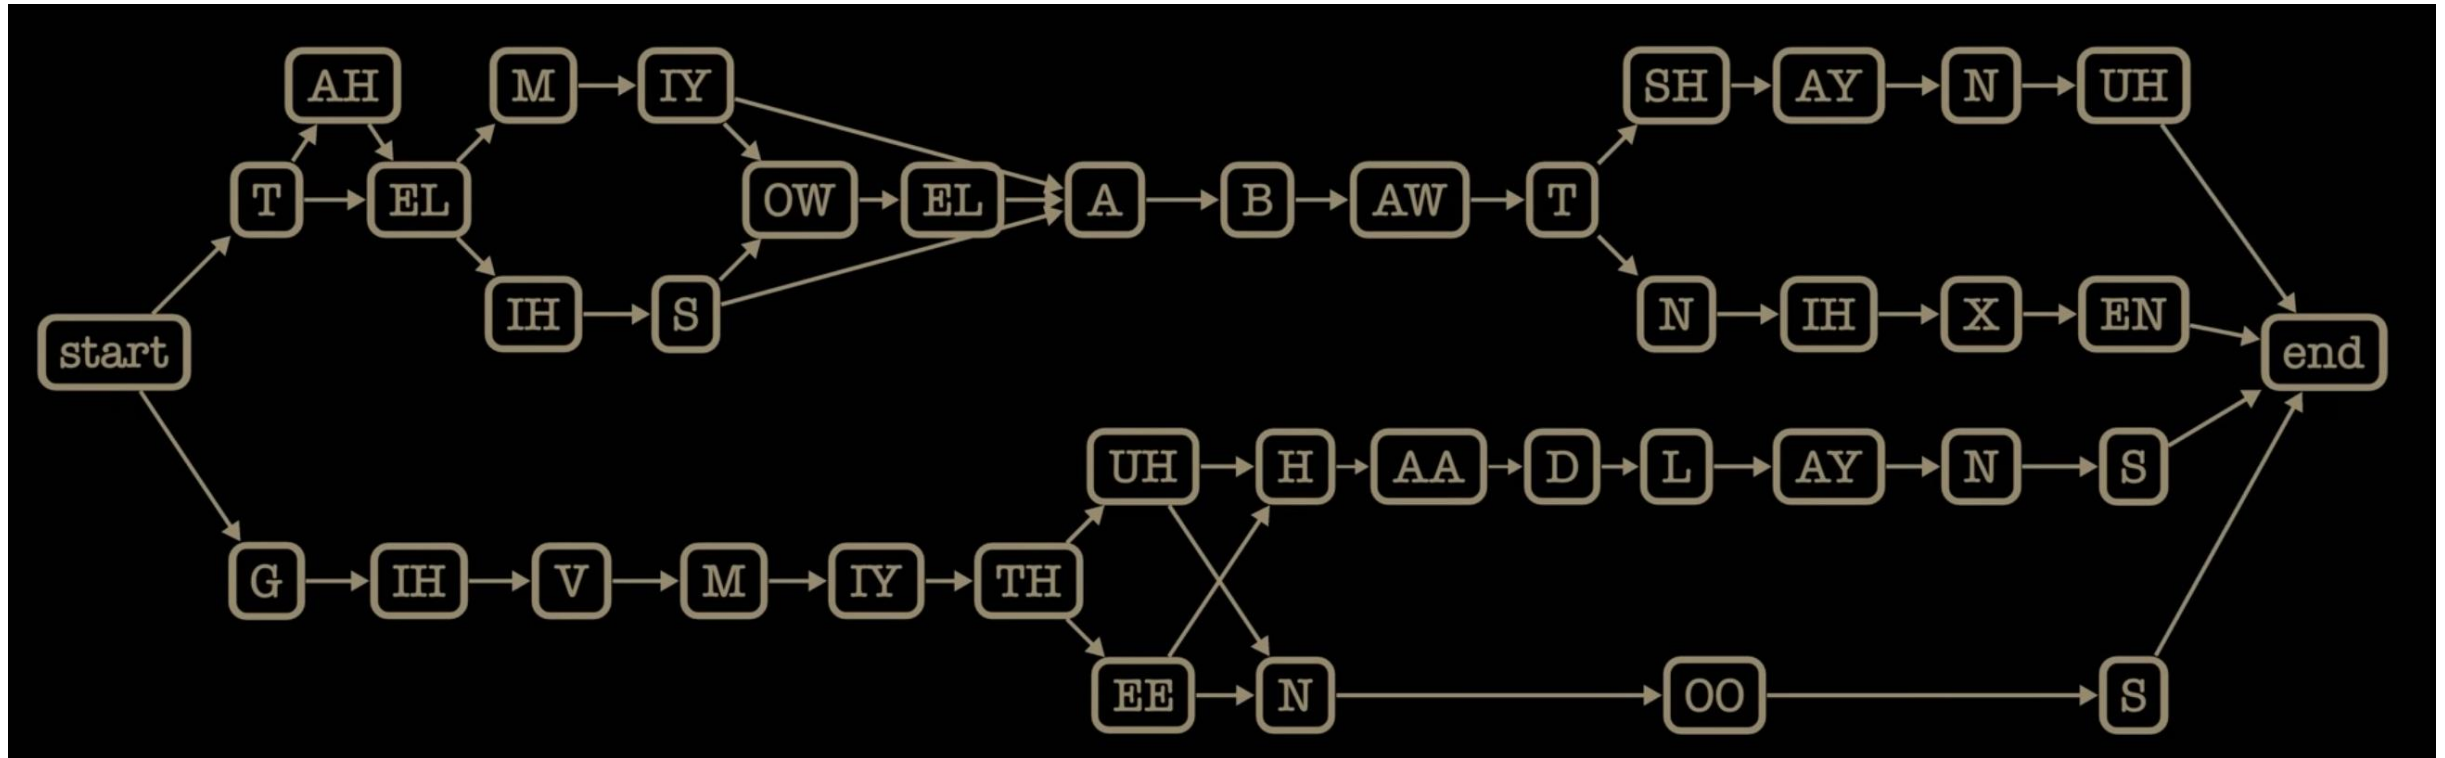 AH M IY SH AY N UH
T EL OW EL A B AW T
IH S N IH X EN
start end
UH H AA D L AY N S
G IH V M IY TH
EE N OO S